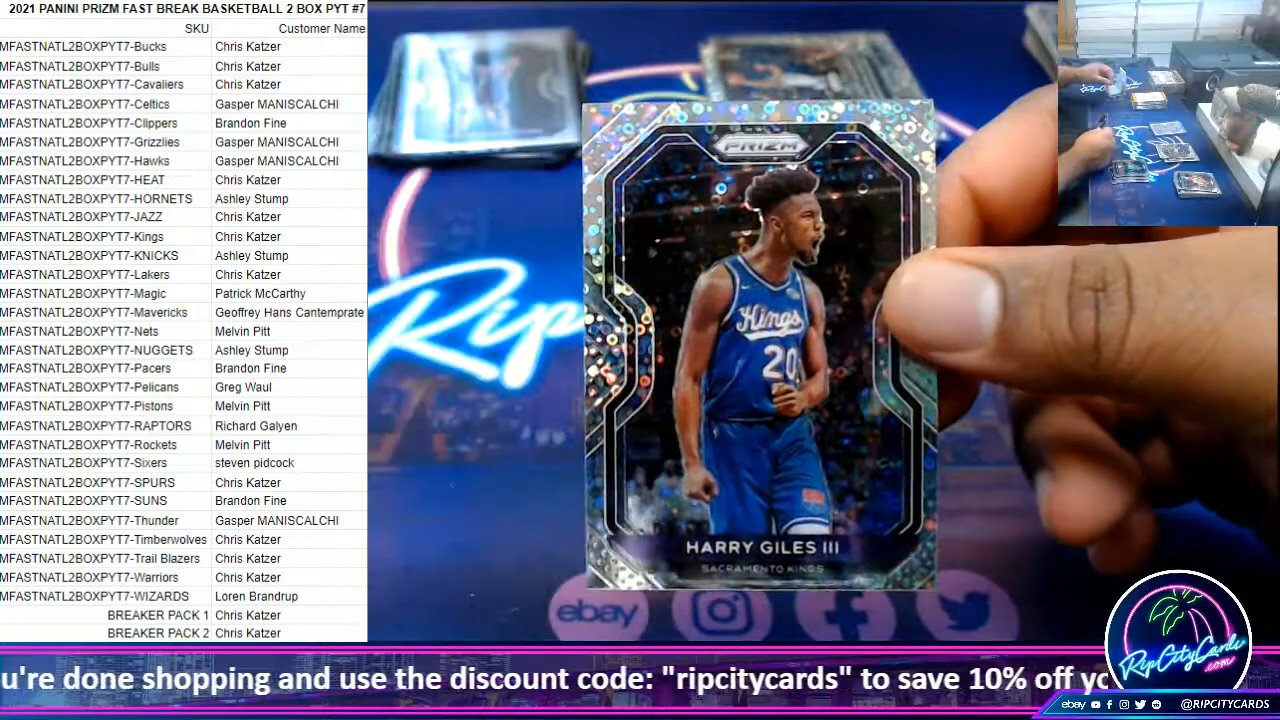 2021 PANINI PRIZM FAST BREAK BASKETBALL 2 BOX PYT #7
SKU Customer Name
MFASTNATL2BOXPYT7-Bucks Chris Katzer
MFASTNATL2BOXPYT7-Bulls Chris Katzer
MFASTNATL2BOXPYT7-Cavaliers Chris Katzer
MFASTNATL2BOXPYT7-Celtics Gasper MANISCALCHI
MFASTNATL2BOXPYT7-Clippers Brandon Fine
MFASTNATL2BOXPYT7-Grizzlies Gasper MANISCALCHI
MFASTNATL2BOXPYT7-Hawks Gasper MANISCALCHI
MFASTNATL2BOXPYT7-HEAT Chris Katzer
MFASTNATL2BOXPYT7-HORNETS Ashley Stump
MFASTNATL2BOXPYT7-JAZZ Chris Katzer
MFASTNATL2BOXPYT7-Kings Chris Katzer
MFASTNATL2BOXPYT7-KNICKS Ashley Stump
MFASTNATL2BOXPYT7-Lakers Chris Katzer
MFASTNATL2BOXPYT7-Magic Patrick McCarthy
MFASTNATL2BOXPYT7-Mavericks Geoffrey Hans Cantemprate
MFASTNATL2BOXPYT7-Nets Melvin Pitt
MFASTNATL2BOXPYT7-NUGGETS Ashley Stump
MFASTNATL2BOXPYT7-Pacers Brandon Fine
MFASTNATL2BOXPYT7-Pelicans Greg Waul
MFASTNATL2BOXPYT7-Pistons Melvin Pitt
MFASTNATL2BOXPYT7-RAPTORS Richard Galyen
MFASTNATL2BOXPYT7-Rockets Melvin Pitt
MFASTNATL2BOXPYT7-Sixers steven pidcock
MFASTNATL2BOXPYT7-SPURS Chris Katzer
MFASTNATL2BOXPYT7-SUNS Brandon Fine
MFASTNATL2BOXPYT7-Thunder Gasper MANISCALCHI
MFASTNATL2BOXPYT7-Timberwolves Chris Katzer
MFASTNATL2BOXPYT7-Trail Blazers Chris Katzer
MFASTNATL2BOXPYT7-Warriors Chris Katzer
MFASTNATL2BOXPYT7-WIZARDS Loren Brandrup
BREAKER PACK 1 Chris Katzer
BREAKER PACK 2 Chris Katzer
PRIZM
Kings
20
HARRY GILES III
SACRAMENTO KINGS
Rip
ebay
u're done shopping and use the discount code: "ripcitycards" to save 10% off yo
RipCityCards
.com
ebay @RIPCITYCARDS